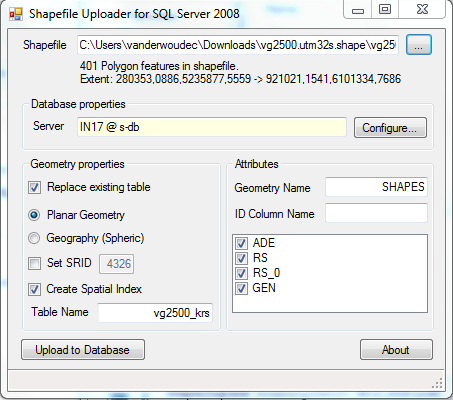 Shapefile Uploader for SQL Server 2008
Shapefile C:\Users\vanderwoudec\Downloads\vg2500.utm32s.shape\vg250 ...
401 Polygon features in shapefile.
Extent: 280353,0886,5235877,5559 -> 921021,1541,6101334,7686
Database properties
Server IN17 @ s-db Configure...
Geometry properties
Replace existing table
Planar Geometry
Geography (Spheric)
Set SRID 4326
Create Spatial Index
Table Name vg2500_krs
Attributes
Geometry Name SHAPES
ID Column Name
ADE
RS
RS_0
GEN
Upload to Database
About